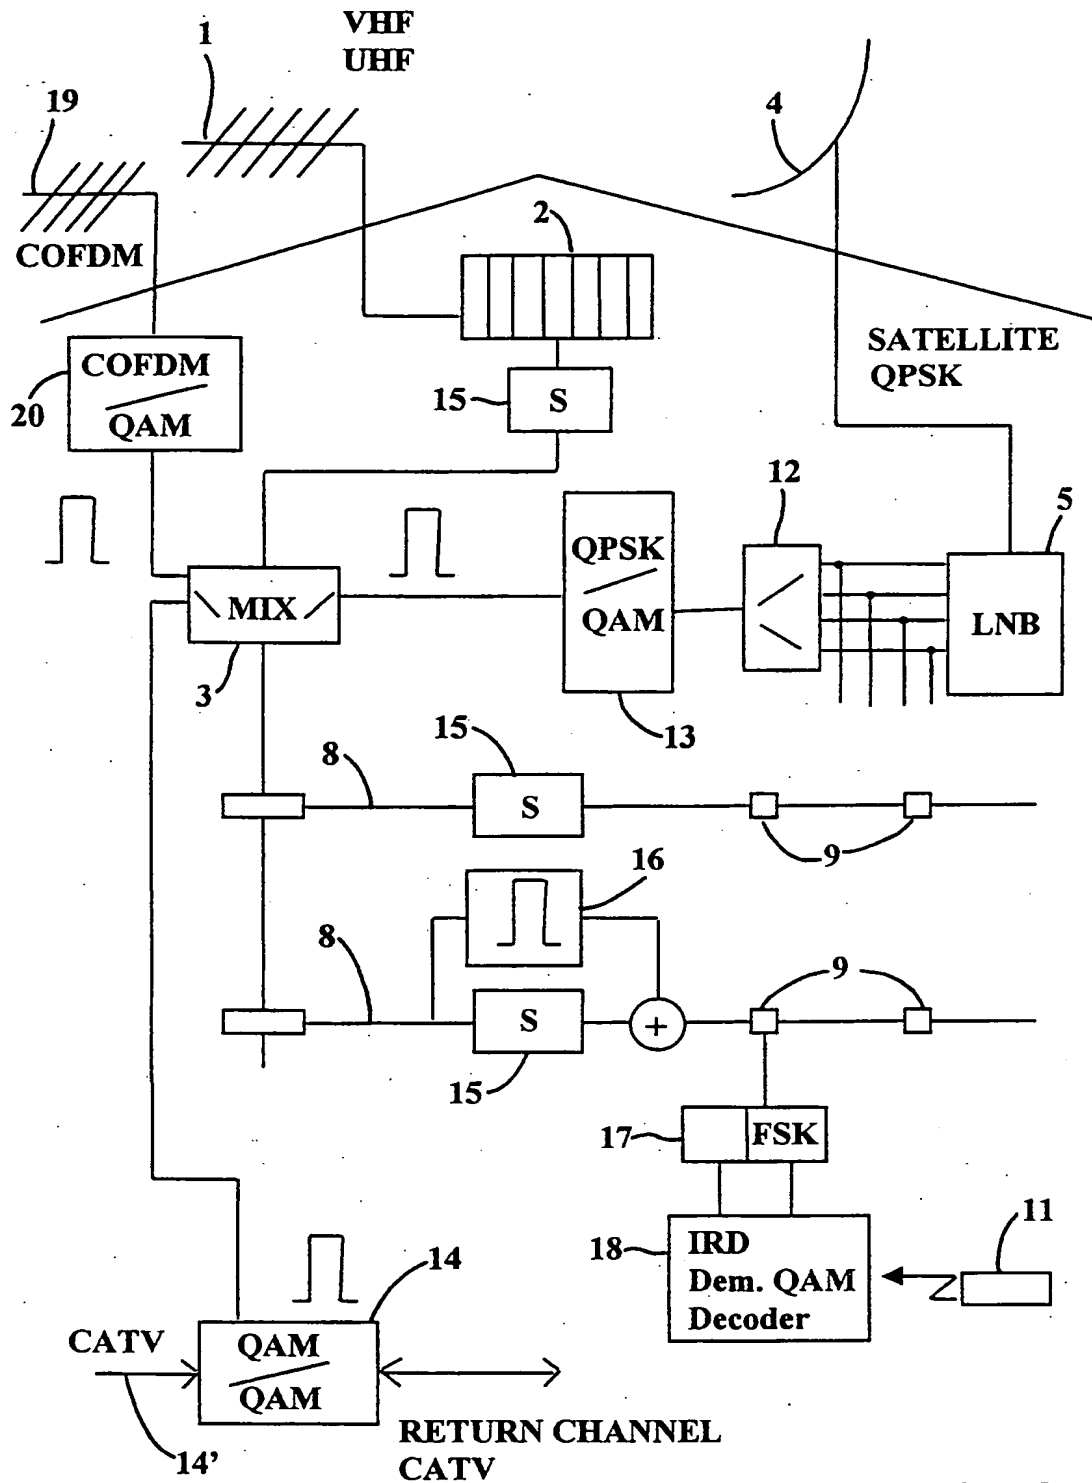 VHF
UHF
1
19
4
2
COFDM
SATELLITE
QPSK
COFDM
QAM
20
15
S
12
5
QPSK
QAM
MIX
LNB
3
13
15
8
S
9
16
8
9
S
+
15
17
FSK
11
18
IRD
Dem. QAM
Decoder
14
CATV
QAM
QAM
14'
RETURN CHANNEL
CATV